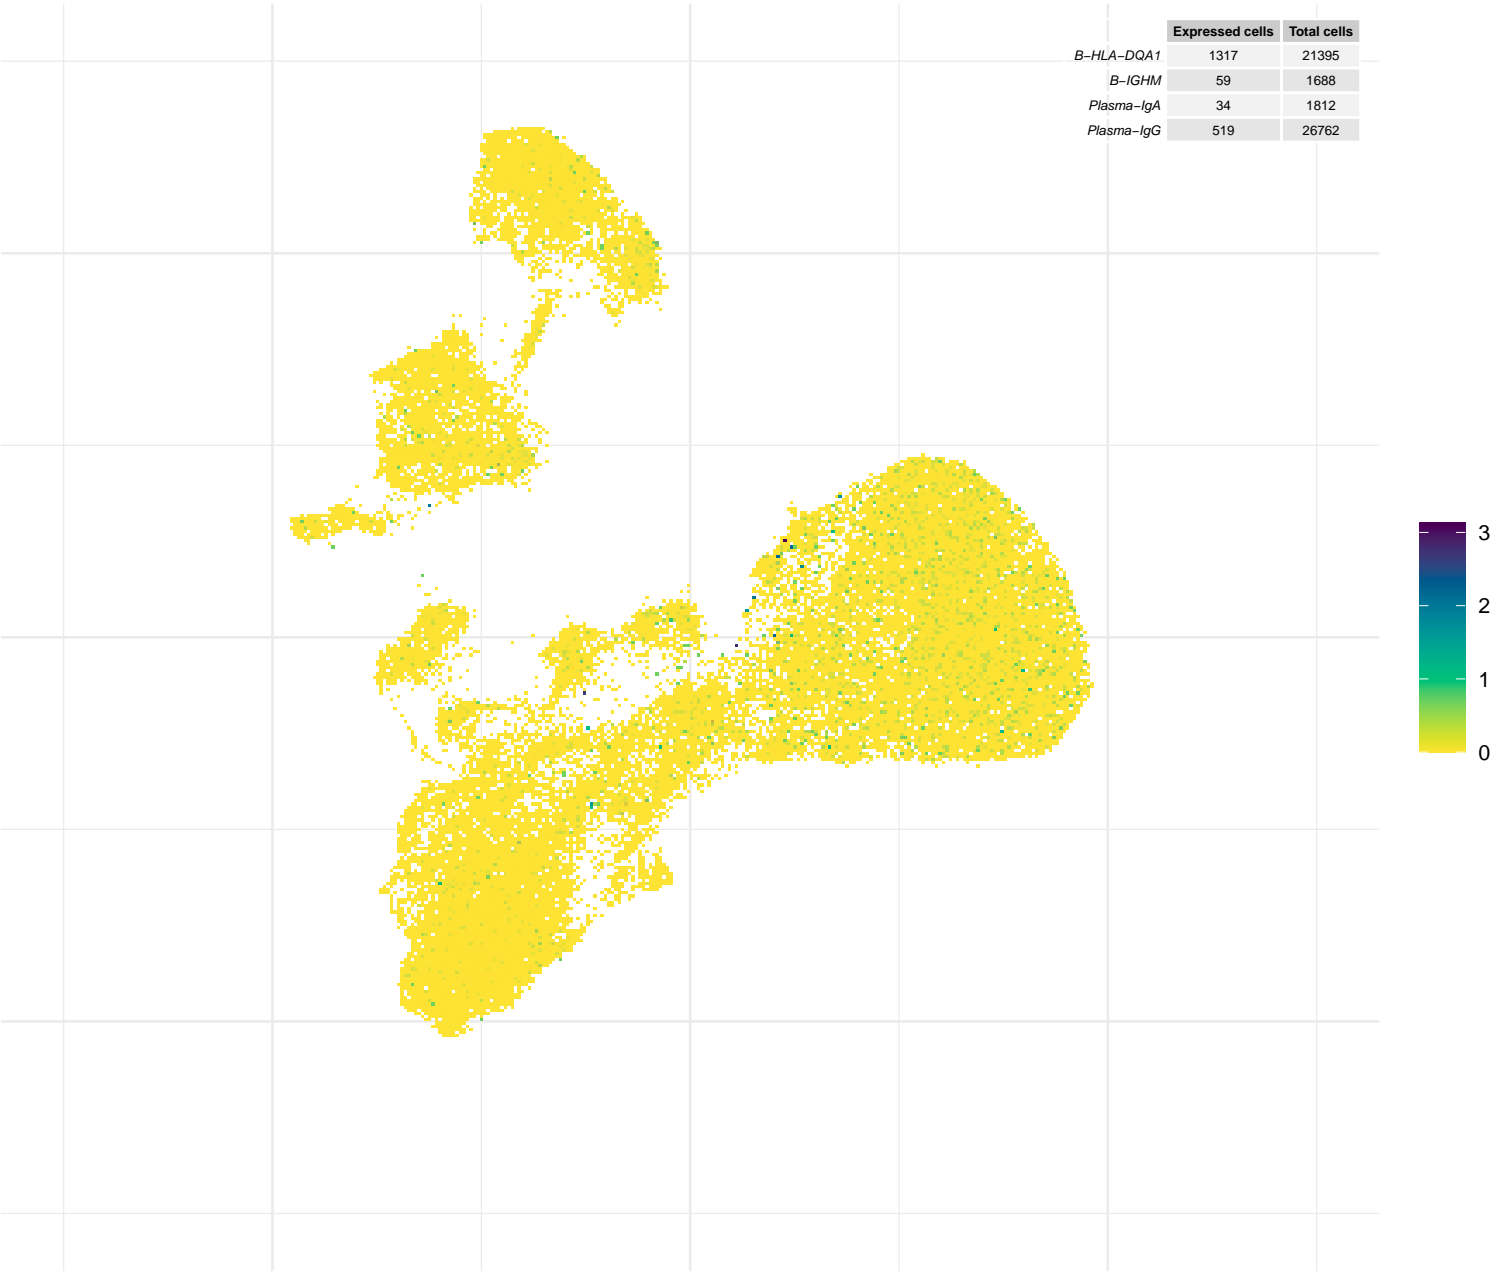 Expressed cells Total cells
B−HLA−DQA1 1317 21395
B−IGHM 59 1688
Plasma−IgA 34 1812
Plasma−IgG 519 26762
3
2
1
0